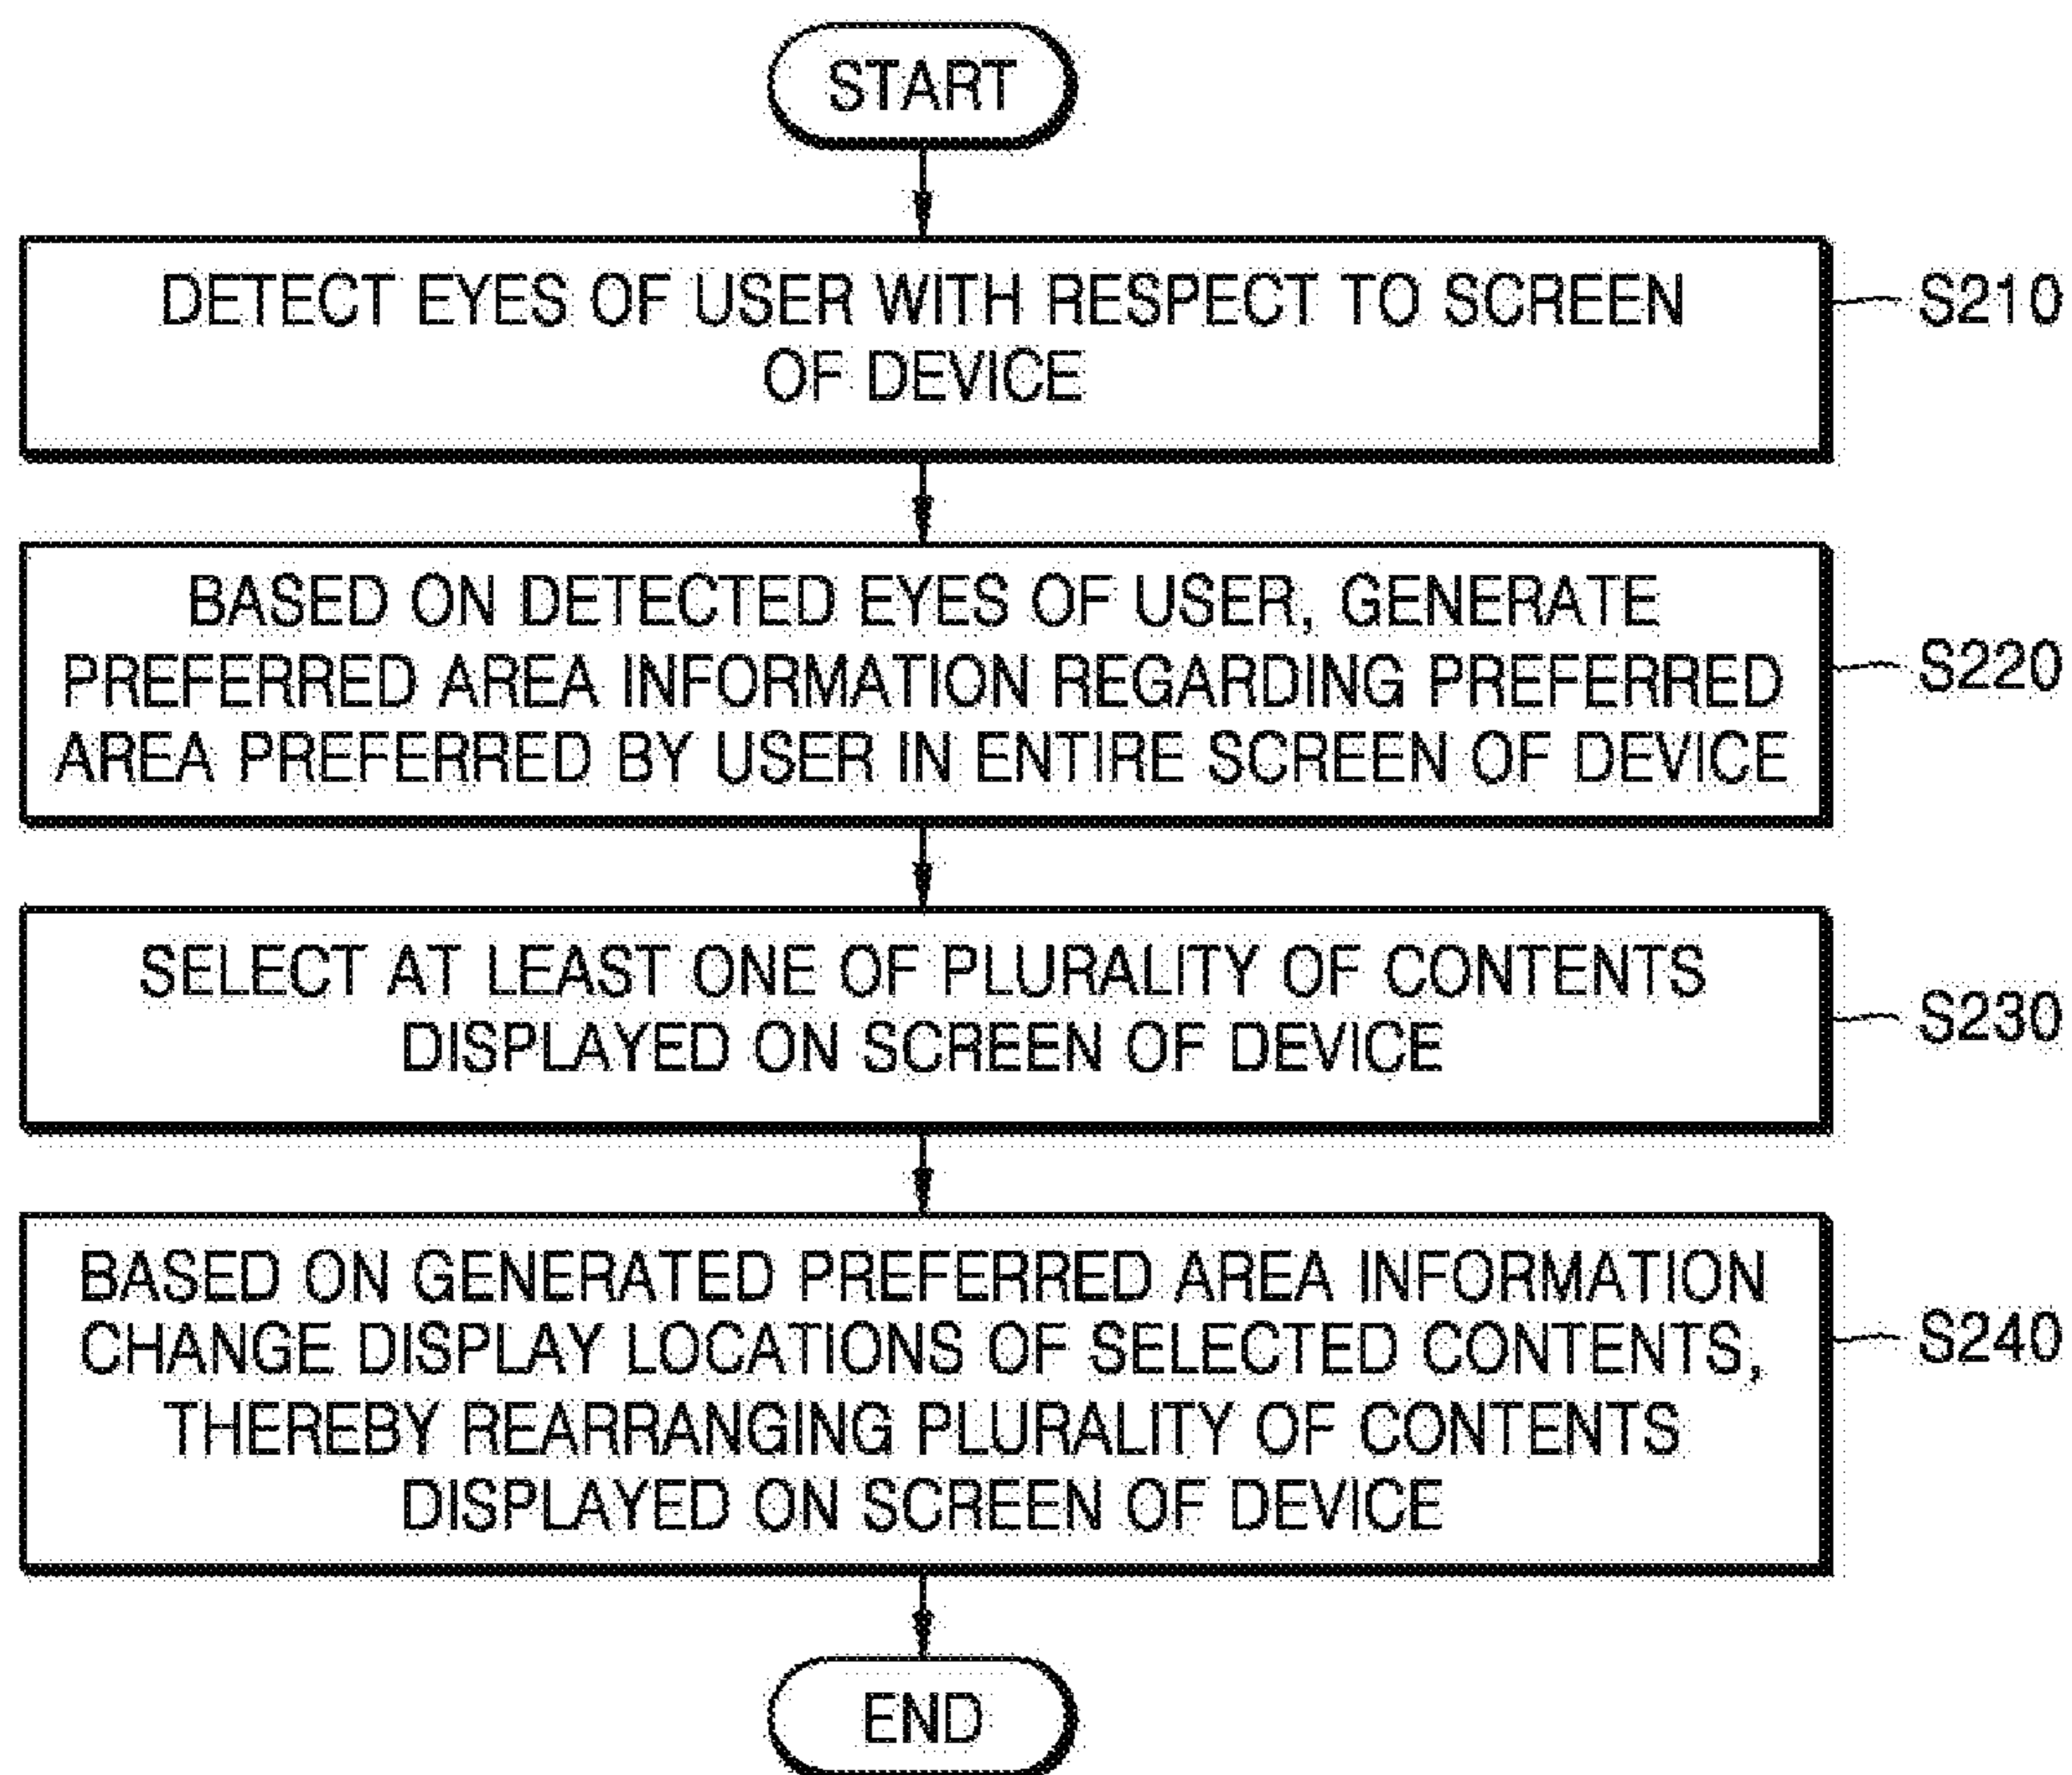 START
DETECT EYES OF USER WITH RESPECT TO SCREEN
OF DEVICE
S210
BASED ON DETECTED EYES OF USER, GENERATE
PREFERRED AREA INFORMATION REGARDING PREFERRED
AREA PREFERRED BY USER IN ENTIRE SCREEN OF DEVICE
S220
SELECT AT LEAST ONE OF PLURALITY OF CONTENTS
DISPLAYED ON SCREEN OF DEVICE
S230
BASED ON GENERATED PREFERRED AREA INFORMATION
CHANGE DISPLAY LOCATIONS OF SELECTED CONTENTS,
THEREBY REARRANGING PLURALITY OF CONTENTS
DISPLAYED ON SCREEN OF DEVICE
S240
END